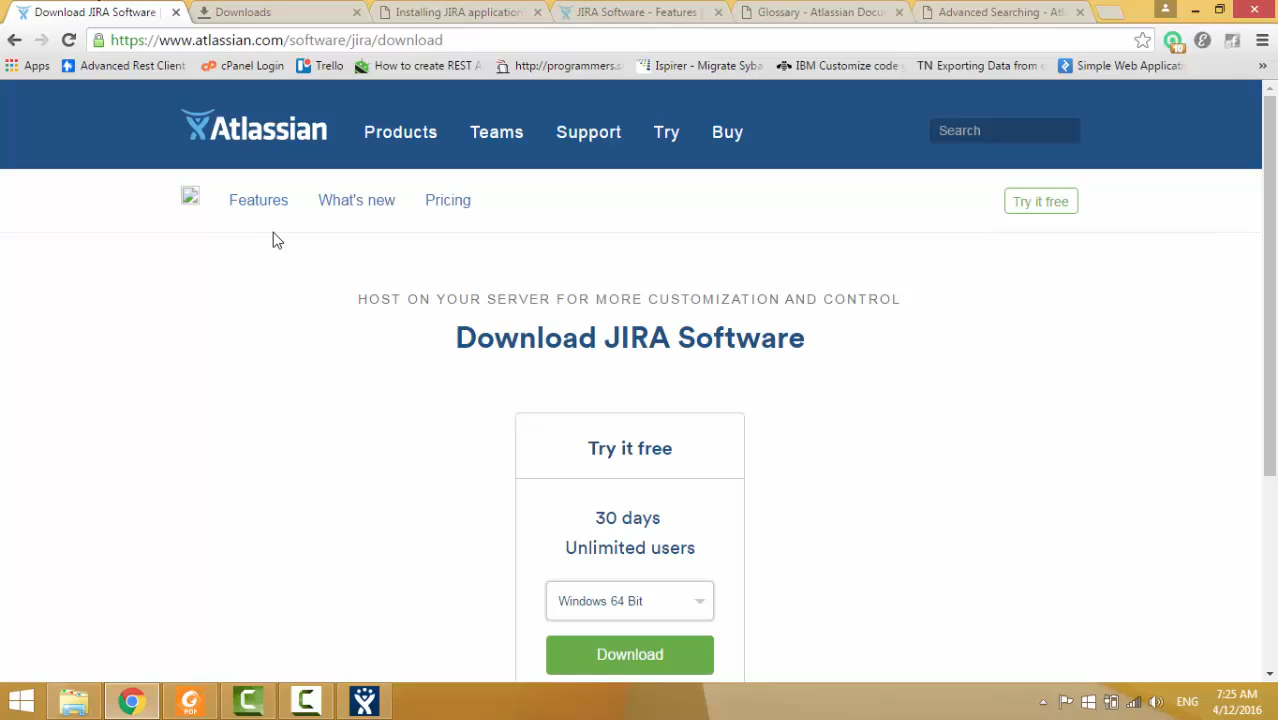 Download JIRA Software |
Downloads
Installing JIRA application
JIRA Software - Features |
Glossary - Atlassian Docu
Advanced Searching - Atl
https://www.atlassian.com/software/jira/download
10
Apps
Advanced Rest Client
cPanel Login
Trello
How to create REST A
http://programmers.s
Ispirer - Migrate Syba
IBM Customize code
TN Exporting Data from
Simple Web Applicat
»
Atlassian
Products
Teams
Support
Try
Buy
Search
Features
What's new
Pricing
Try it free
HOST ON YOUR SERVER FOR MORE CUSTOMIZATION AND CONTROL
Download JIRA Software
Try it free
30 days
Unlimited users
Windows 64 Bit
Download
PDF
ENG
7:25 AM
4/12/2016